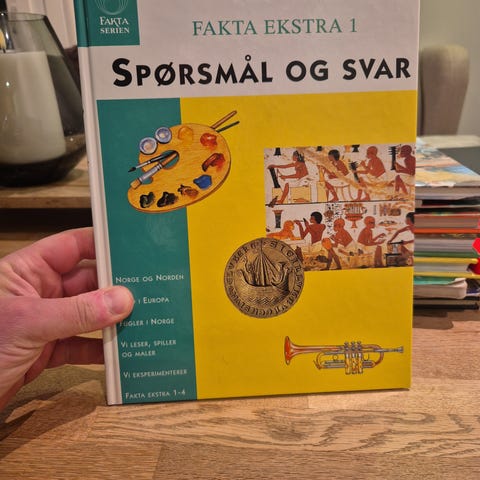 FAKTA
SERIEN
FAKTA EKSTRA 1
SPØRSMÅL OG SVAR
NORGE OG NORDEN
I EUROPA
FUGLER I NORGE
VI LESER, SPILLER
OG MALER
VI EKSPERIMENTERER
FAKTA EKSTRA 1-4